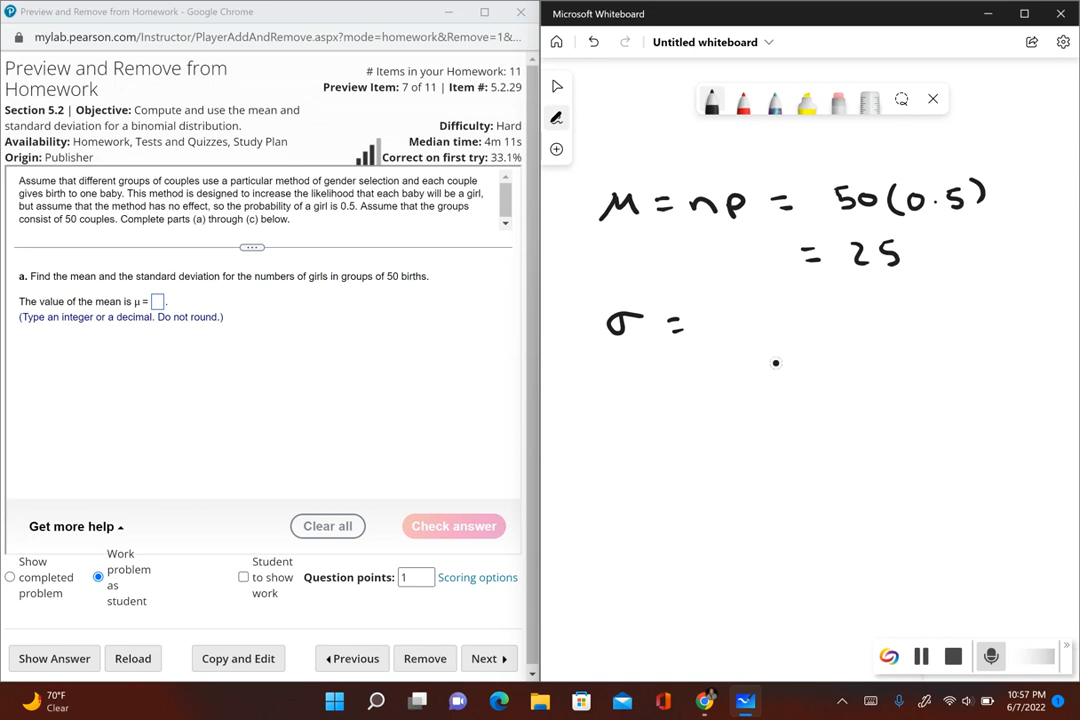 Preview and Remove from Homework - Google Chrome
mylab.pearson.com/Instructor/PlayerAddAndRemove.aspx?mode=homework&Remove=1&...
Preview and Remove from
Homework
# Items in your Homework: 11
Preview Item: 7 of 11 | Item #: 5.2.29
Section 5.2 | Objective: Compute and use the mean and
standard deviation for a binomial distribution.
Availability: Homework, Tests and Quizzes, Study Plan
Origin: Publisher
Difficulty: Hard
Median time: 4m 11s
Correct on first try: 33.1%
Assume that different groups of couples use a particular method of gender selection and each couple
gives birth to one baby. This method is designed to increase the likelihood that each baby will be a girl,
but assume that the method has no effect, so the probability of a girl is 0.5. Assume that the groups
consist of 50 couples. Complete parts (a) through (c) below.
a. Find the mean and the standard deviation for the numbers of girls in groups of 50 births.
The value of the mean is μ = .
(Type an integer or a decimal. Do not round.)
Get more help
Clear all
Check answer
Show
completed
problem
Work
problem
as
student
Student
to show
work
Question points: 1
Scoring options
Show Answer
Reload
Copy and Edit
Previous
Remove
Next
Microsoft Whiteboard
Untitled whiteboard
μ = np = 50(0.5)
= 25
σ =
70°F
Clear
10:57 PM
6/7/2022
1